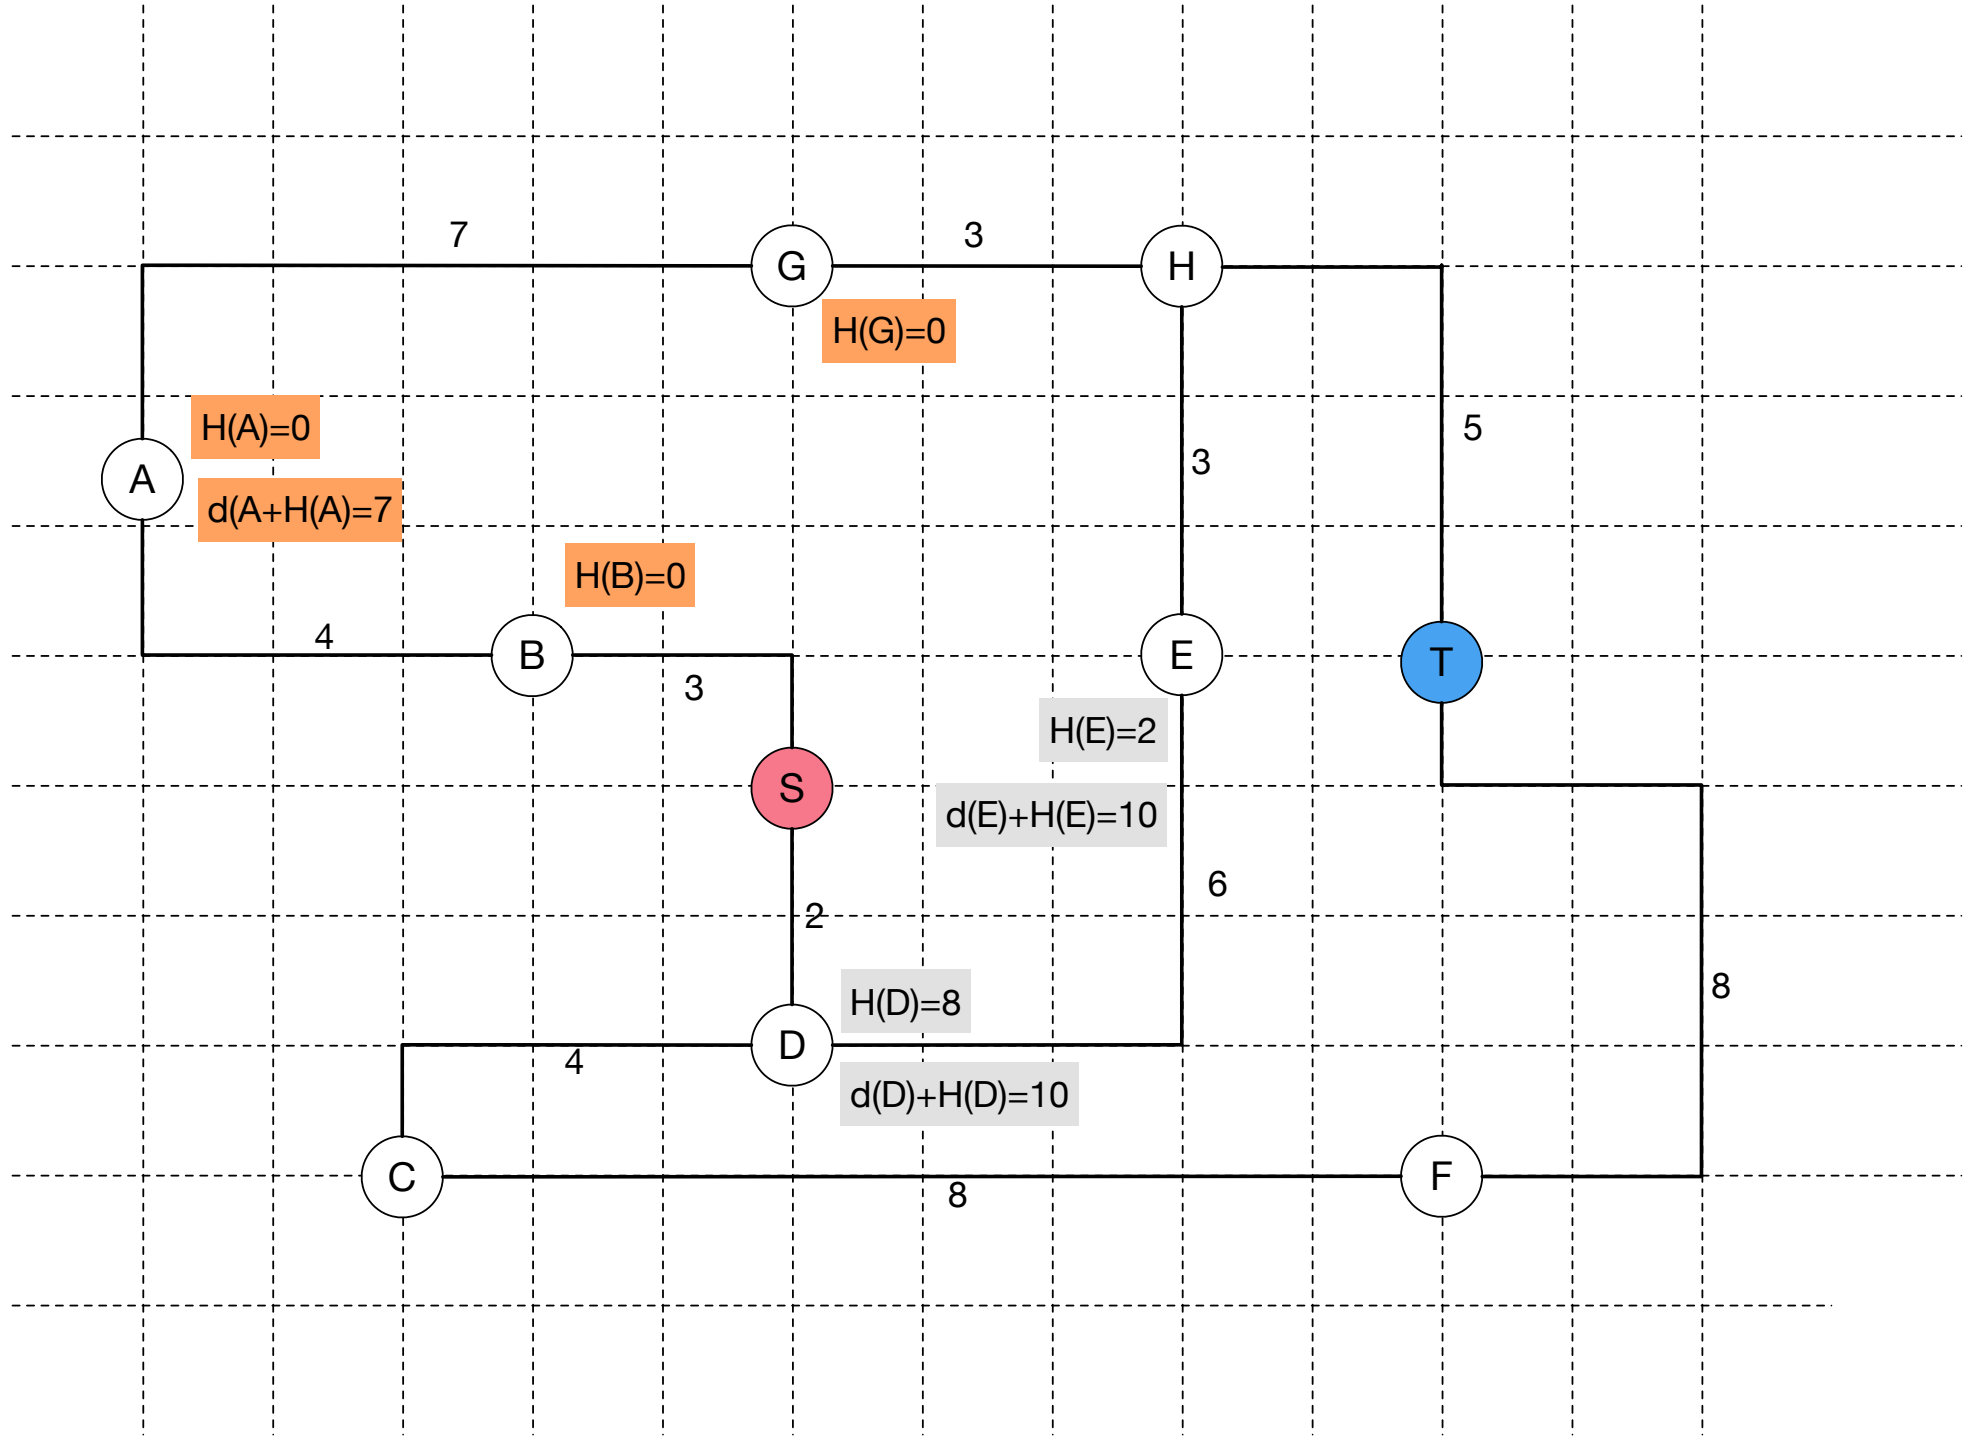 7
3
G
H
H(G)=0
H(A)=0
5
A
3
d(A+H(A)=7
H(B)=0
4
B
E
T
3
H(E)=2
S
d(E)+H(E)=10
6
2
8
H(D)=8
D
4
d(D)+H(D)=10
C
F
8